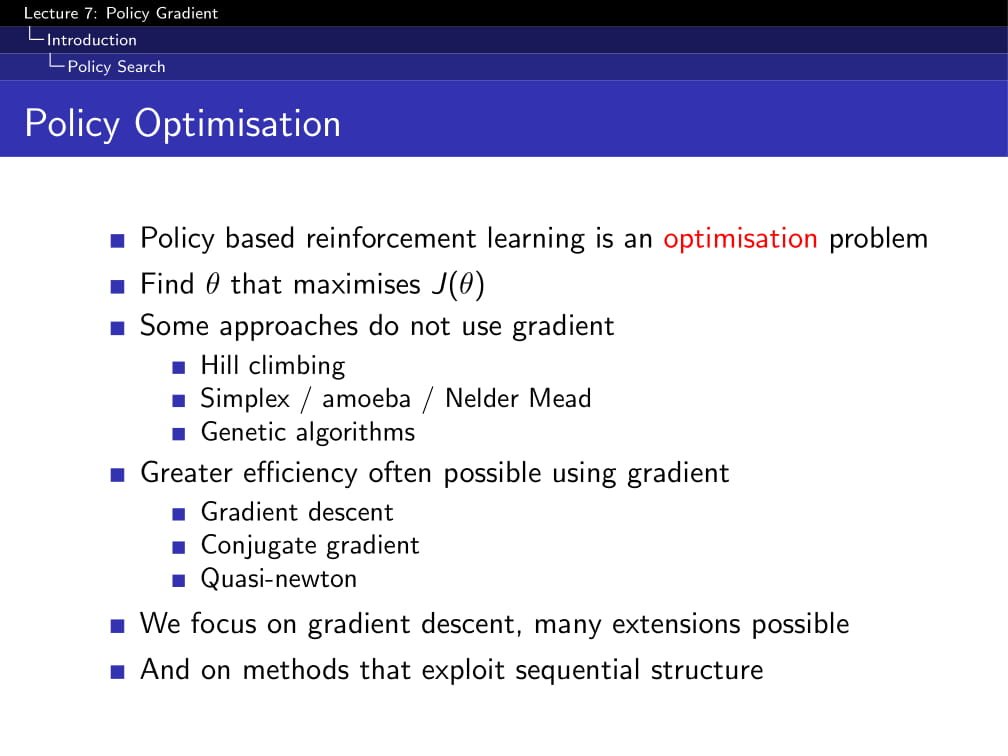 Lecture 7: Policy Gradient
Introduction
Policy Search
Policy Optimisation
Policy based reinforcement learning is an optimisation problem
Find θ that maximises J(θ)
Some approaches do not use gradient
Hill climbing
Simplex / amoeba / Nelder Mead
Genetic algorithms
Greater efficiency often possible using gradient
Gradient descent
Conjugate gradient
Quasi-newton
We focus on gradient descent, many extensions possible
And on methods that exploit sequential structure